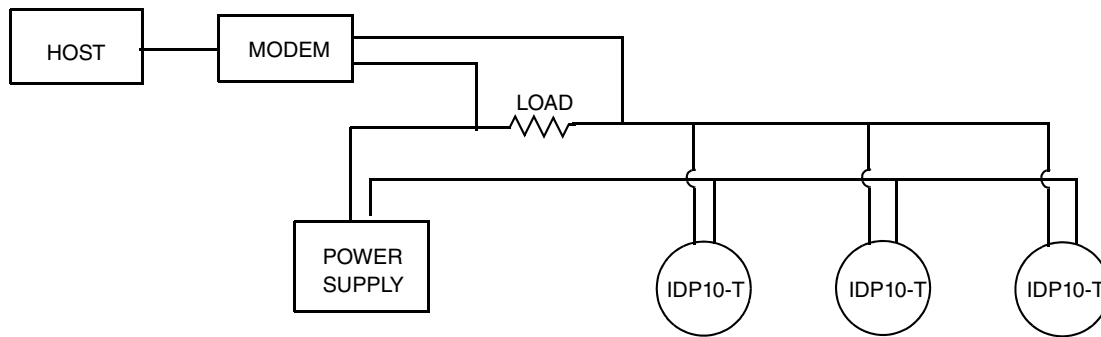 HOST
MODEM
LOAD
POWER
SUPPLY
IDP10-T
IDP10-T
IDP10-T